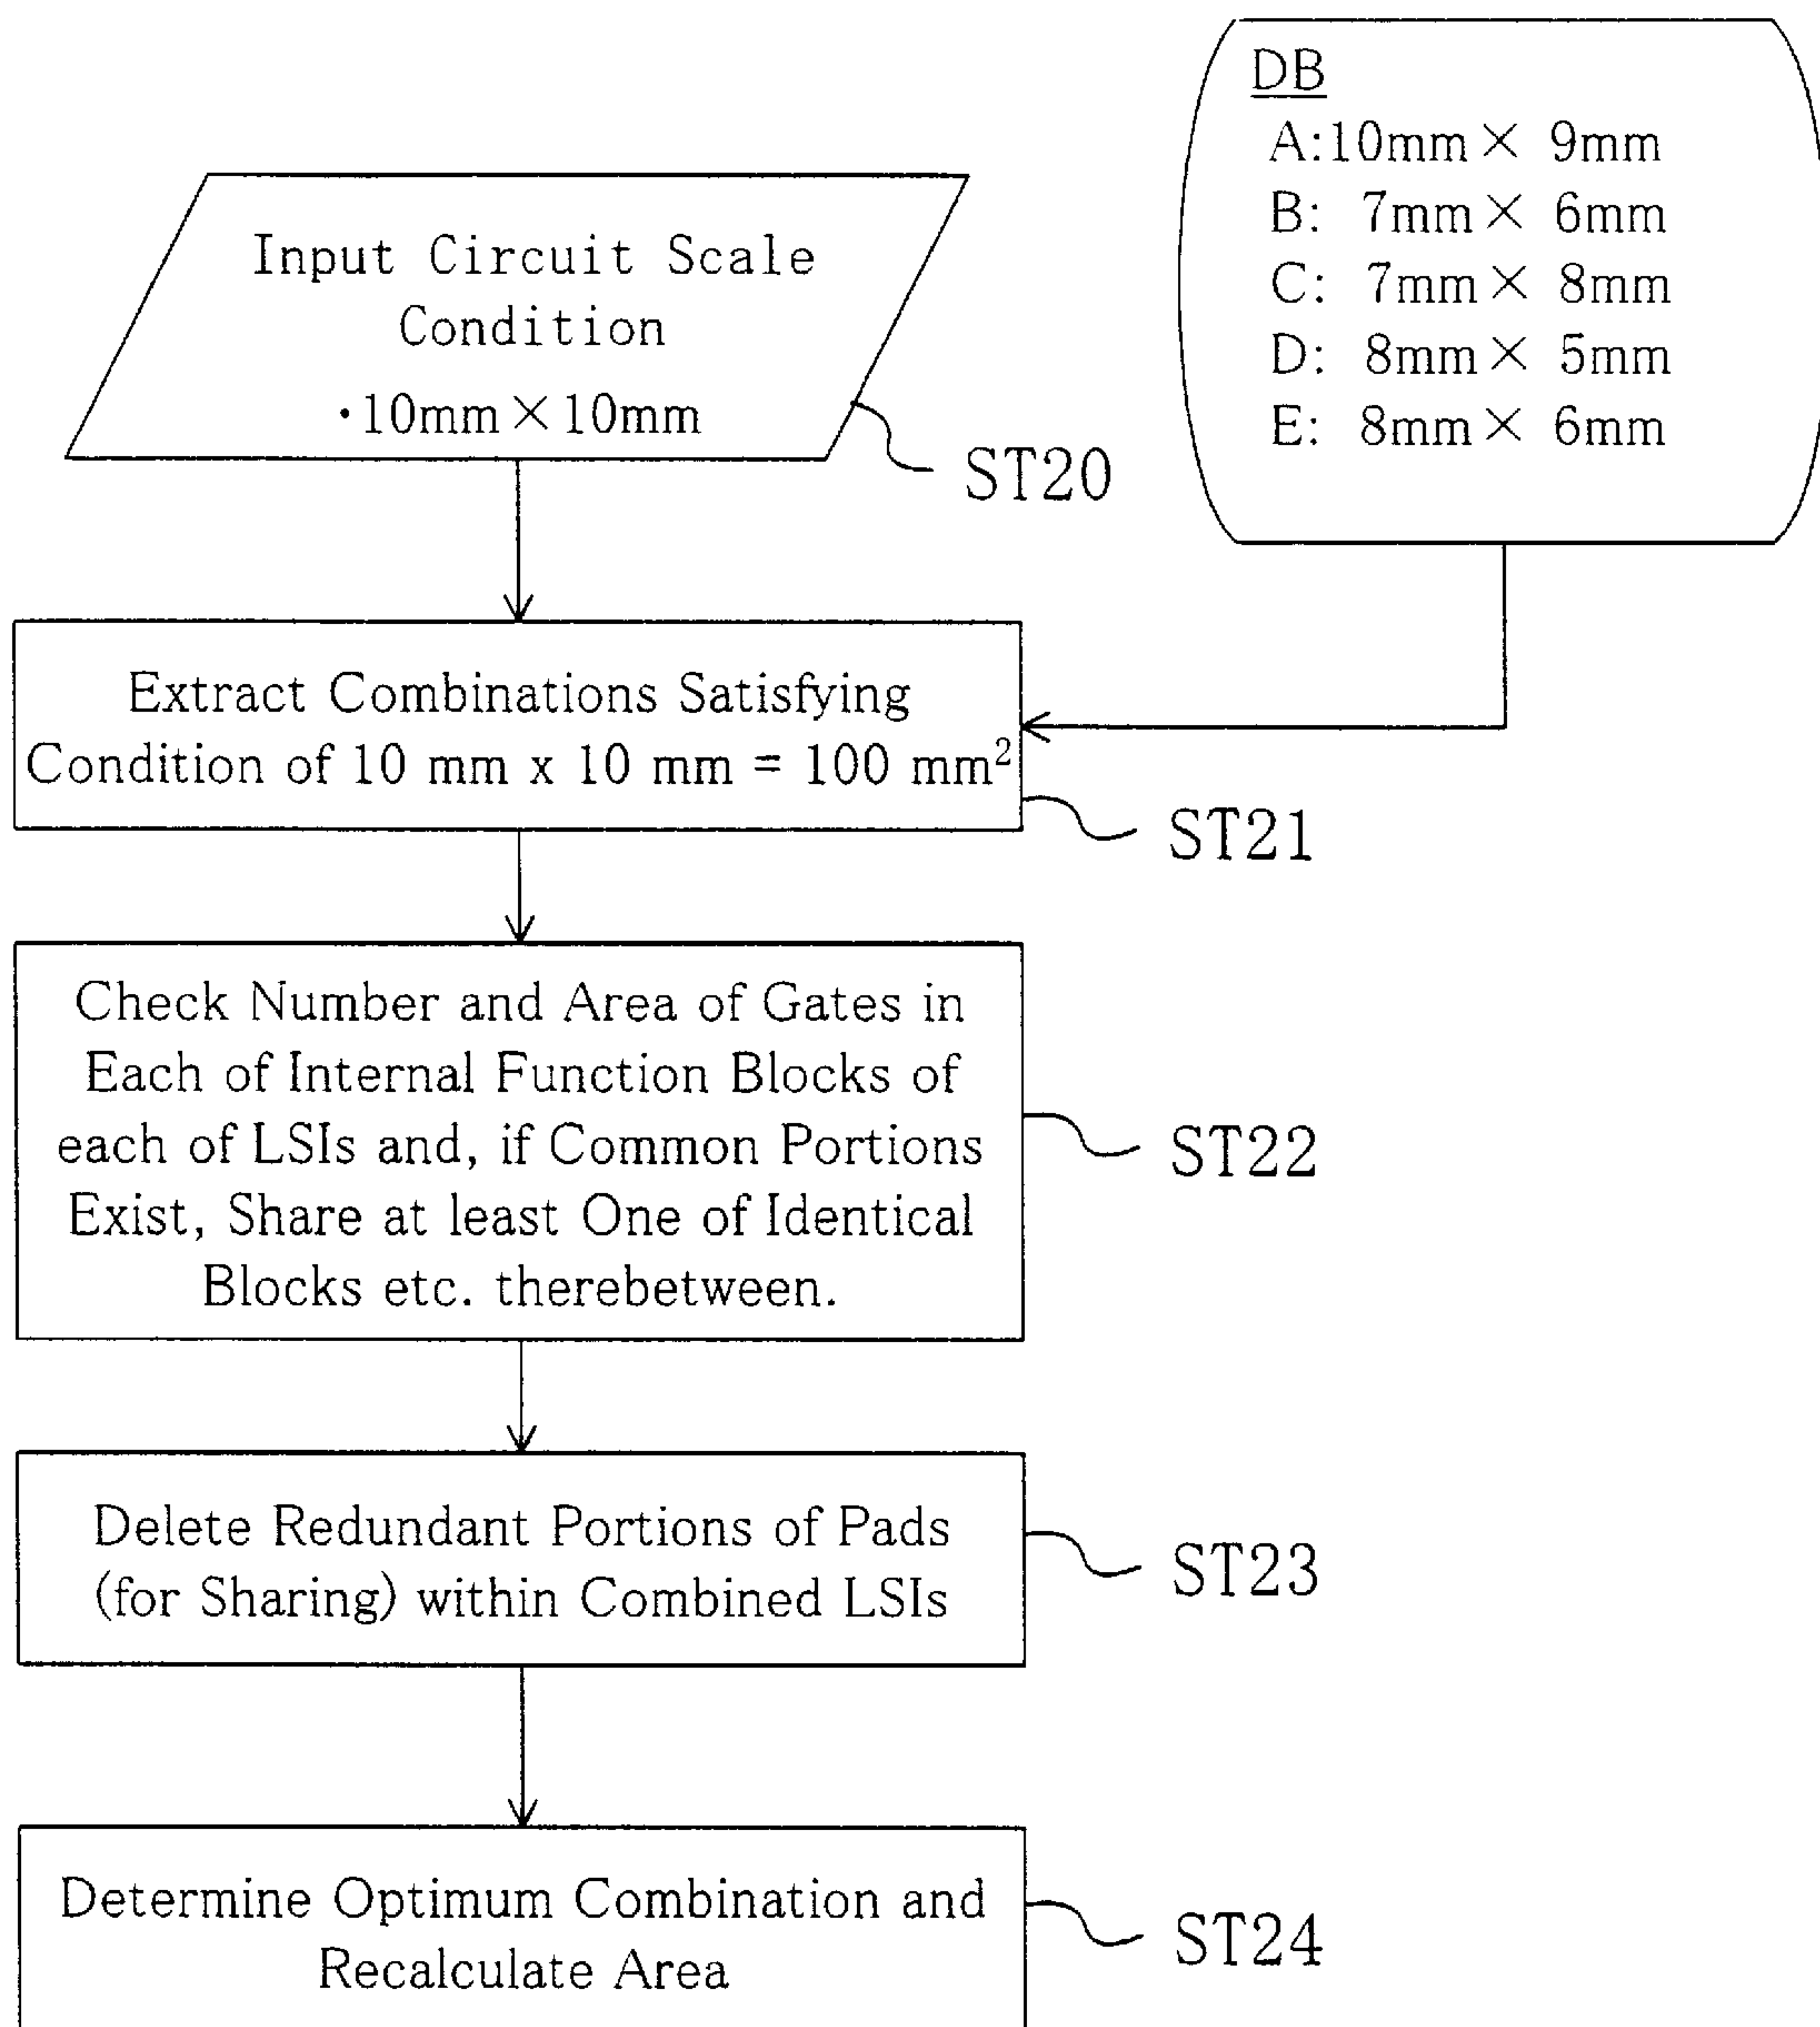 DB
A:10mm× 9mm
B: 7mm× 6mm
C: 7mm× 8mm
D: 8mm× 5mm
E: 8mm× 6mm
Input Circuit Scale
Condition
·10mm×10mm
ST20
Extract Combinations Satisfying
Condition of 10 mm x 10 mm = 100 mm²
ST21
Check Number and Area of Gates in
Each of Internal Function Blocks of
each of LSIs and, if Common Portions
Exist, Share at least One of Identical
Blocks etc. therebetween.
ST22
Delete Redundant Portions of Pads
(for Sharing) within Combined LSIs
ST23
Determine Optimum Combination and
Recalculate Area
ST24